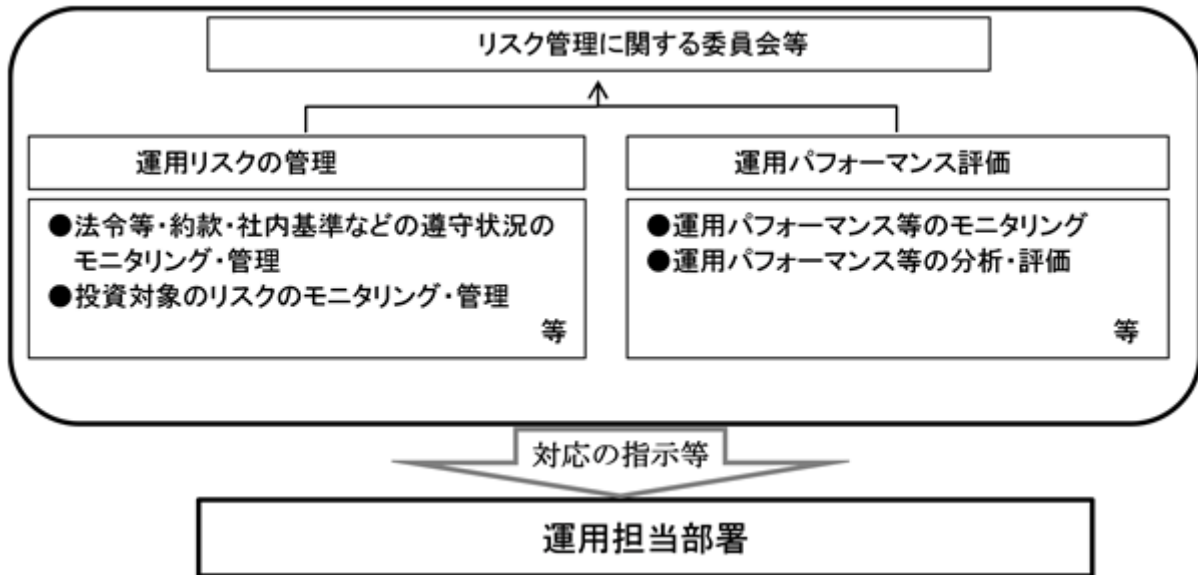 リスク管理に関する委員会等
運用リスクの管理
運用パフォーマンス評価
●法令等・約款・社内基準などの遵守状況の
モニタリング・管理
●投資対象のリスクのモニタリング・管理
等
●運用パフォーマンス等のモニタリング
●運用パフォーマンス等の分析・評価
等
対応の指示等
運用担当部署